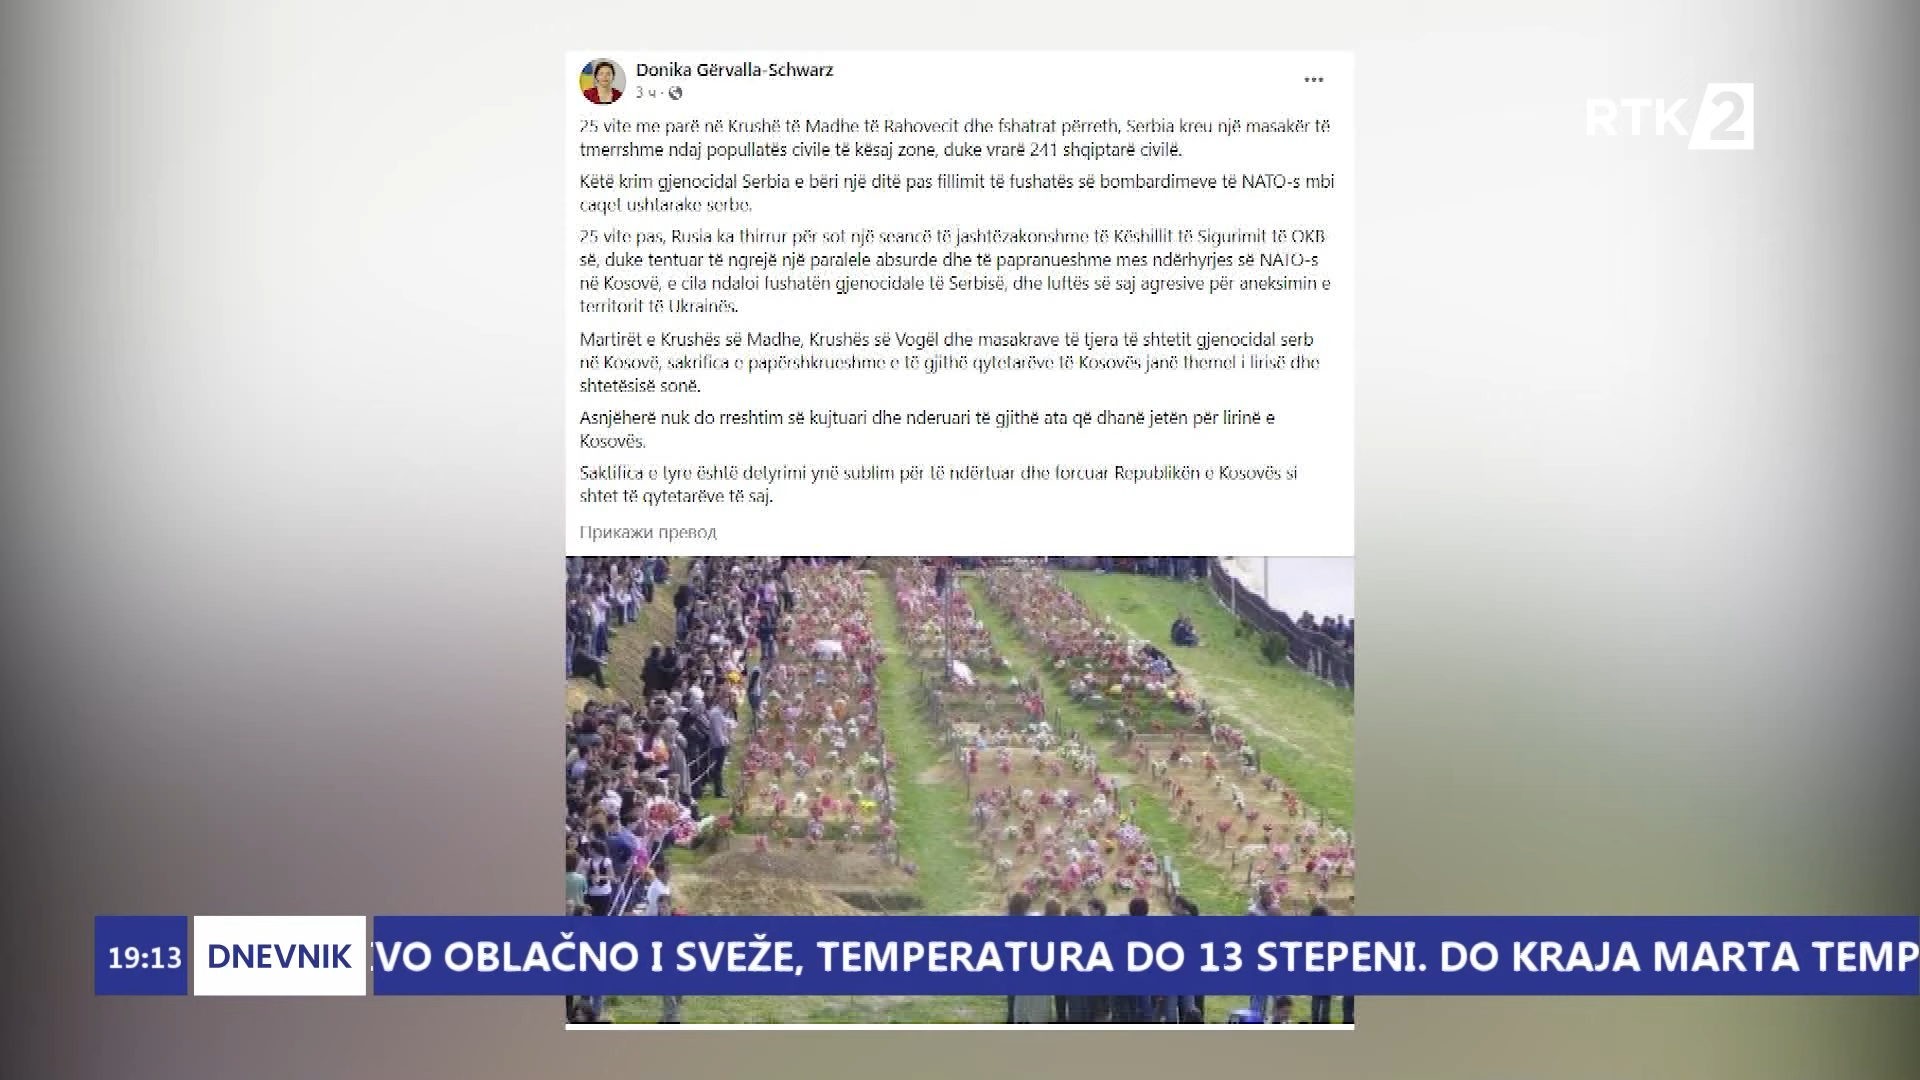 Donika Gërvalla-Schwarz
3 ч ·
RTK 2
25 vite me parë në Krushë të Madhe të Rahovecit dhe fshatrat përreth, Serbia kreu një masakër të
tmerrshme ndaj popullatës civile të kësaj zone, duke vrarë 241 shqiptarë civilë.
Këtë krim gjenocidal Serbia e bëri një ditë pas fillimit të fushatës së bombardimeve të NATO-s mbi
caqet ushtarake serbe.
25 vite pas, Rusia ka thirrur për sot një seancë të jashtëzakonshme të Këshillit të Sigurimit të OKB
së, duke tentuar të ngrejë një paralele absurde dhe të papranueshme mes ndërhyrjes së NATO-s
në Kosovë, e cila ndaloi fushatën gjenocidale të Serbisë, dhe luftës së saj agresive për aneksimin e
territorit të Ukrainës.
Martirët e Krushës së Madhe, Krushës së Vogël dhe masakrave të tjera të shtetit gjenocidal serb
në Kosovë, sakrifica e papërshkrueshme e të gjithë qytetarëve të Kosovës janë themel i lirisë dhe
shtetësisë sonë.
Asnjëherë nuk do rreshtim së kujtuari dhe nderuari të gjithë ata që dhanë jetën për lirinë e
Kosovës.
Saktifica e tyre është detyrimi ynë sublim për të ndërtuar dhe forcuar Republikën e Kosovës si
shtet të qytetarëve të saj.
Прикажи превод
19:13 DNEVNIK VO OBLAČNO I SVEŽE, TEMPERATURA DO 13 STEPENI. DO KRAJA MARTA TEMP